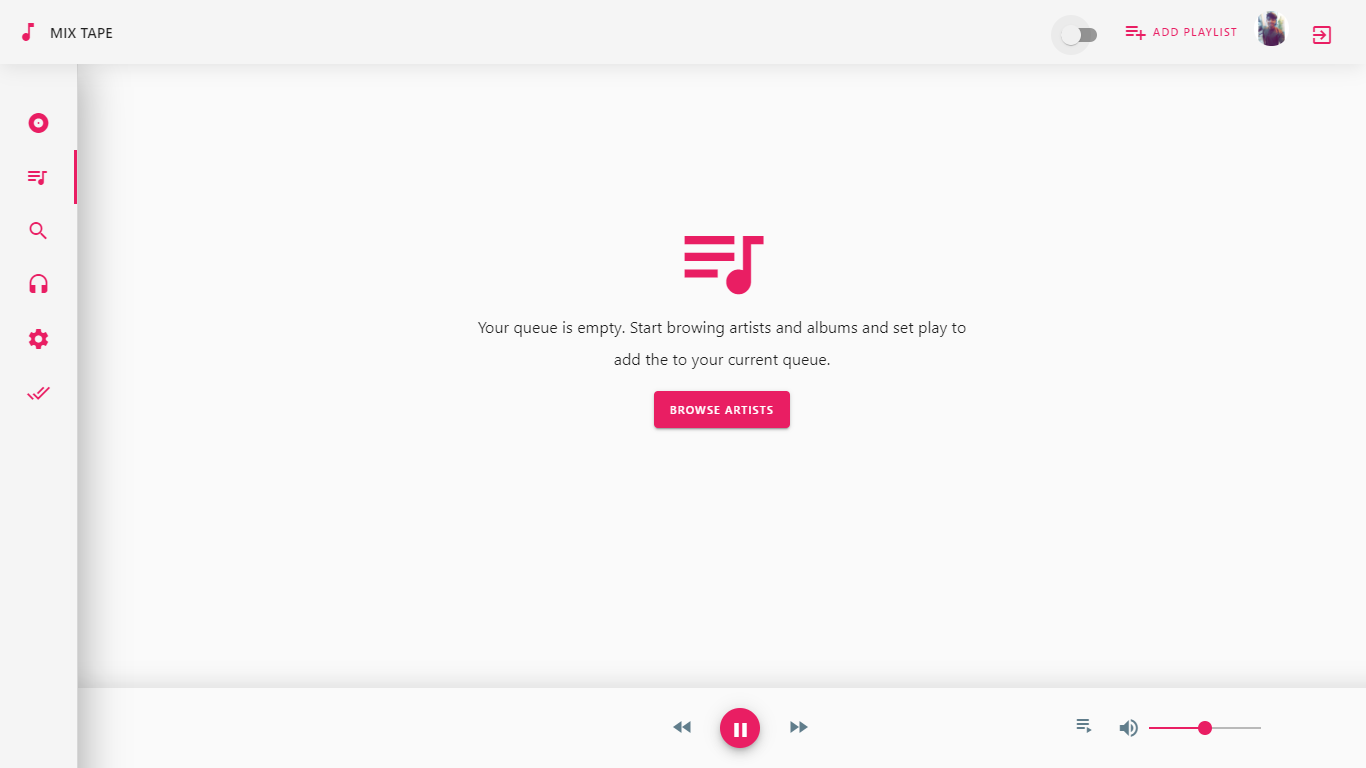 MIX TAPE
ADD PLAYLIST
Your queue is empty. Start browing artists and albums and set play to
add the to your current queue.
BROWSE ARTISTS